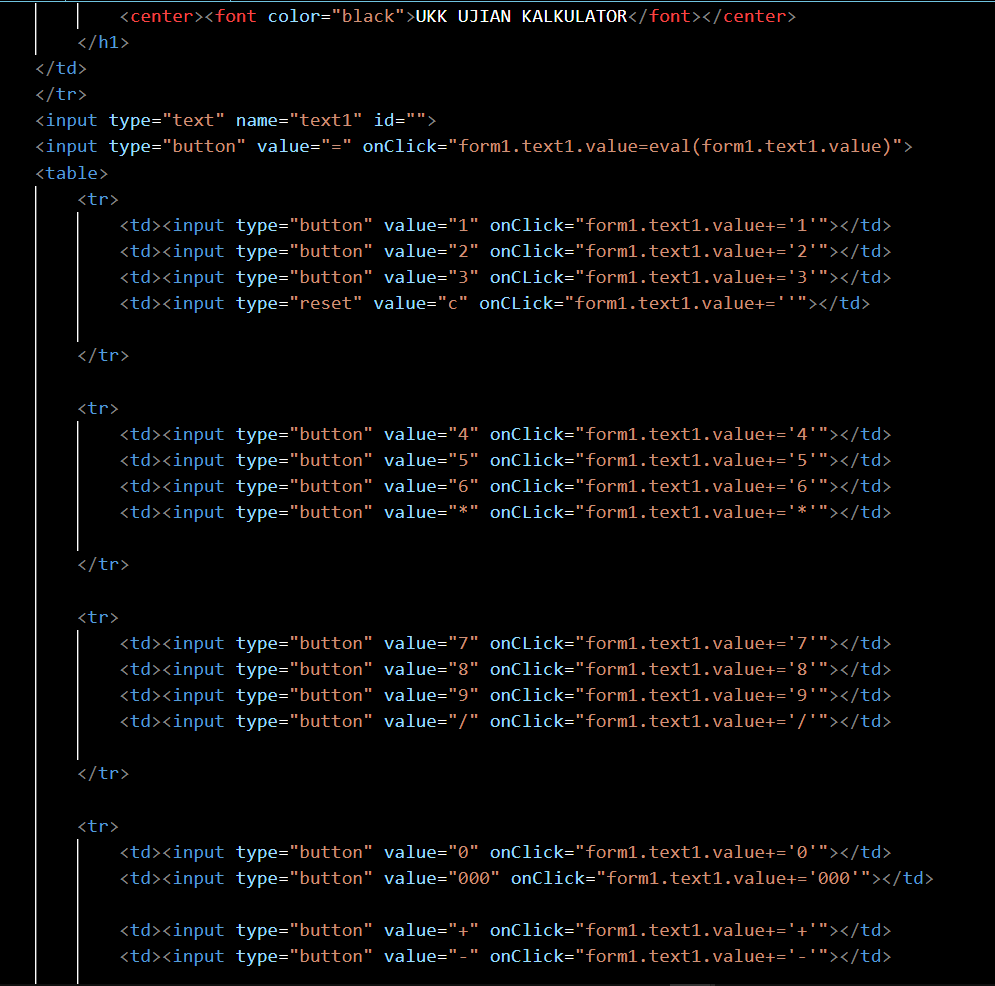 <center><font color="black">UKK UJIAN KALKULATOR</font></center>
</h1>
</td>
</tr>
<input type="text" name="text1" id="">
<input type="button" value="=" onClick="form1.text1.value=eval(form1.text1.value)">
<table>
<tr>
<td><input type="button" value="1" onClick="form1.text1.value+='1'"></td>
<td><input type="button" value="2" onClick="form1.text1.value+='2'"></td>
<td><input type="button" value="3" onCLick="form1.text1.value+='3'"></td>
<td><input type="reset" value="c" onCLick="form1.text1.value+=''"></td>
</tr>
<tr>
<td><input type="button" value="4" onClick="form1.text1.value+='4'"></td>
<td><input type="button" value="5" onClick="form1.text1.value+='5'"></td>
<td><input type="button" value="6" onClick="form1.text1.value+='6'"></td>
<td><input type="button" value="*" onCLick="form1.text1.value+='*'"></td>
</tr>
<tr>
<td><input type="button" value="7" onCLick="form1.text1.value+='7'"></td>
<td><input type="button" value="8" onClick="form1.text1.value+='8'"></td>
<td><input type="button" value="9" onClick="form1.text1.value+='9'"></td>
<td><input type="button" value="/" onClick="form1.text1.value+='/'"></td>
</tr>
<tr>
<td><input type="button" value="0" onClick="form1.text1.value+='0'"></td>
<td><input type="button" value="000" onClick="form1.text1.value+='000'"></td>
<td><input type="button" value="+" onClick="form1.text1.value+='+'"></td>
<td><input type="button" value="-" onClick="form1.text1.value+='-'"></td>